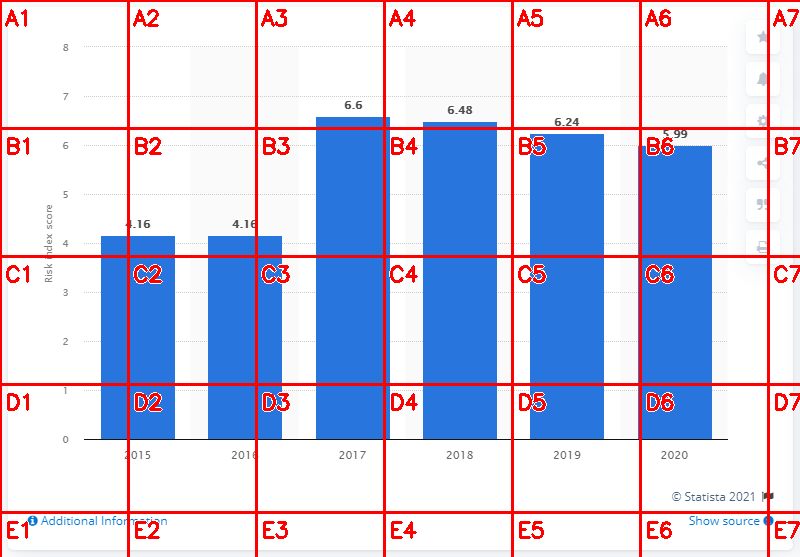 8
7
6
5
4
3
2
1
0
Risk index score
4.16
4.16
6.6
6.48
6.24
5.99
2015
2016
2017
2018
2019
2020
© Statista 2021
Additional Information
Show source
A1 A2 A3 A4 A5 A6 A7
B1 B2 B3 B4 B5 B6 B7
C1 C2 C3 C4 C5 C6 C7
D1 D2 D3 D4 D5 D6 D7
E1 E2 E3 E4 E5 E6 E7